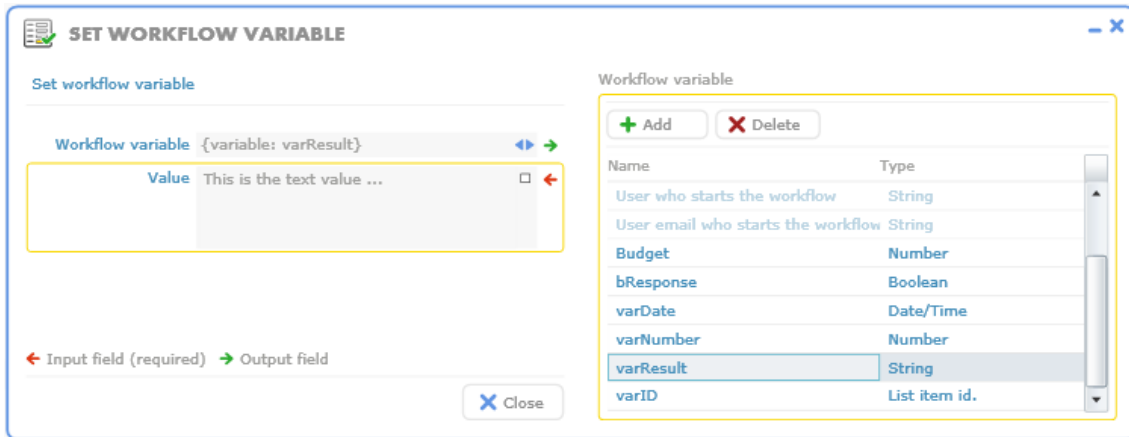 SET WORKFLOW VARIABLE
Set workflow variable
Workflow variable {variable: varResult}
Value This is the text value ...
Input field (required) Output field
Close
Workflow variable
Add Delete
Name Type
User who starts the workflow String
User email who starts the workflow String
Budget Number
bResponse Boolean
varDate Date/Time
varNumber Number
varResult String
varID List item id.